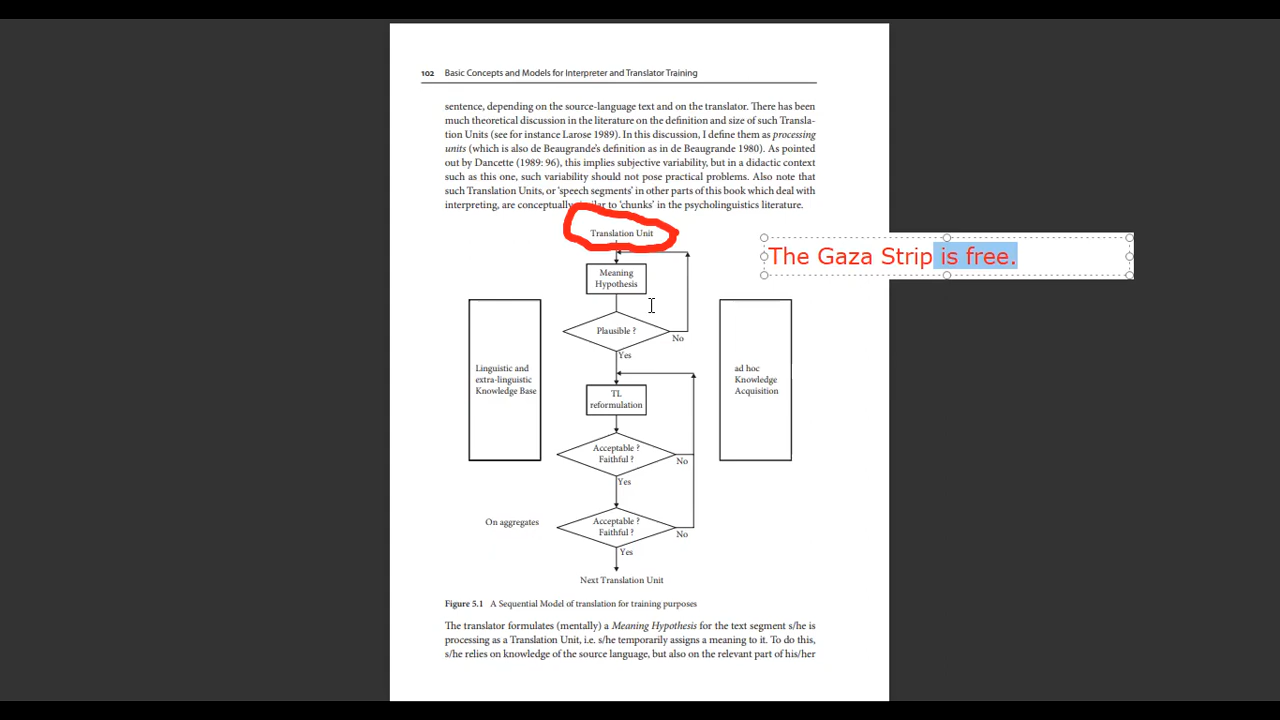 102 Basic Concepts and Models for Interpreter and Translator Training
sentence, depending on the source-language text and on the translator. There has been
much theoretical discussion in the literature on the definition and size of such Transla-
tion Units (see for instance Larose 1989). In this discussion, I define them as processing
units (which is also de Beaugrande's definition as in de Beaugrande 1980). As pointed
out by Dancette (1989: 96), this implies subjective variability, but in a didactic context
such as this one, such variability should not pose practical problems. Also note that
such Translation Units, or 'speech segments' in other parts of this book which deal with
interpreting, are conceptually similar to 'chunks' in the psycholinguistics literature.
Translation Unit
The Gaza Strip is free.
Meaning
Hypothesis
Plausible ?
No
Yes
Linguistic and
extra-linguistic
Knowledge Base
ad hoc
Knowledge
Acquisition
TL
reformulation
Acceptable ?
Faithful ?
No
Yes
On aggregates
Acceptable ?
Faithful ?
No
Yes
Next Translation Unit
Figure 5.1 A Sequential Model of translation for training purposes
The translator formulates (mentally) a Meaning Hypothesis for the text segment s/he is
processing as a Translation Unit, i.e. s/he temporarily assigns a meaning to it. To do this,
s/he relies on knowledge of the source language, but also on the relevant part of his/her